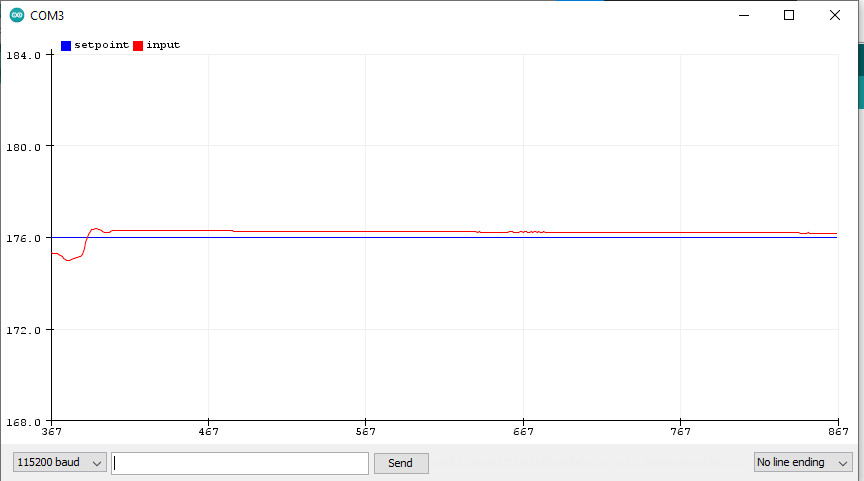 COM3
setpoint input
184.0
180.0
176.0
172.0
168.0
367 467 567 667 767 867
115200 baud Send No line ending